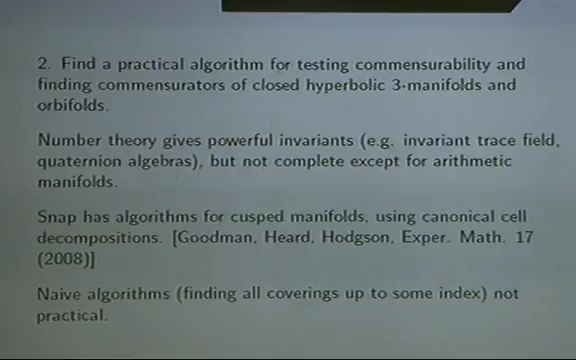 2. Find a practical algorithm for testing commensurability and
finding commensurators of closed hyperbolic 3-manifolds and
orbifolds.
Number theory gives powerful invariants (e.g. invariant trace field,
quaternion algebras), but not complete except for arithmetic
manifolds.
Snap has algorithms for cusped manifolds, using canonical cell
decompositions. [Goodman, Heard, Hodgson, Exper. Math. 17
(2008)]
Naive algorithms (finding all coverings up to some index) not
practical.